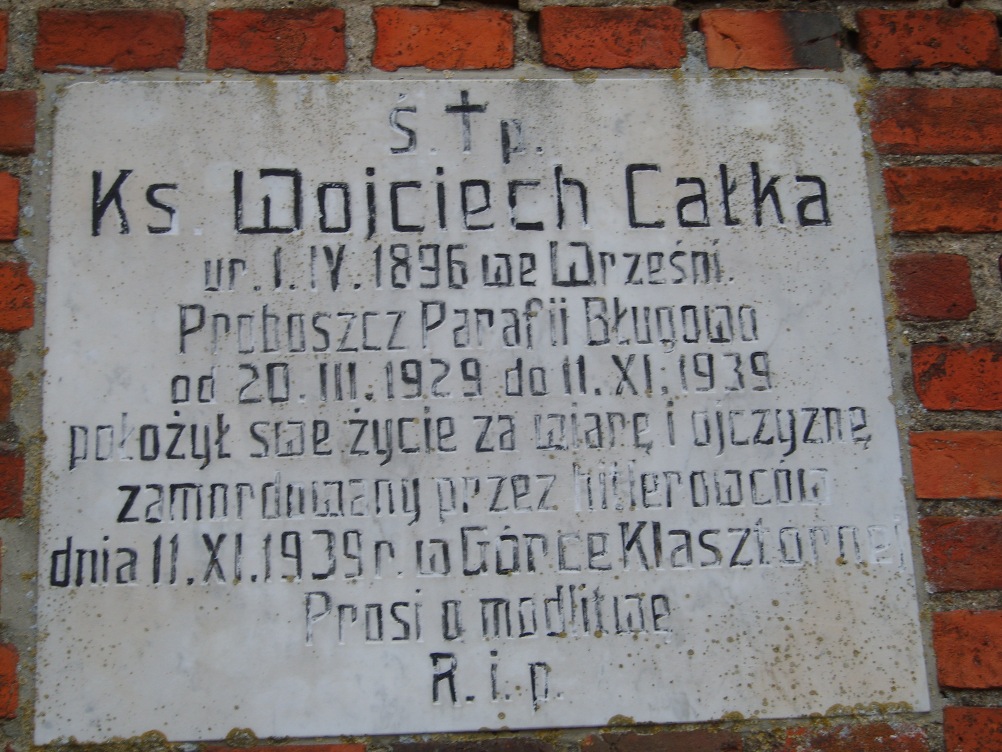 Ś. † p.
Ks. Wojciech Całka
ur. 1. IV. 1896 we Wrześni.
Proboszcz Parafii Bługowo
od 20. III. 1929 do 11. XI. 1939
położył swe życie za wiarę i ojczyznę
zamordowany przez hitlerowców
dnia 11. XI. 1939 r. w Górce Klasztornej
Prosi o modlitwę
R. i. p.